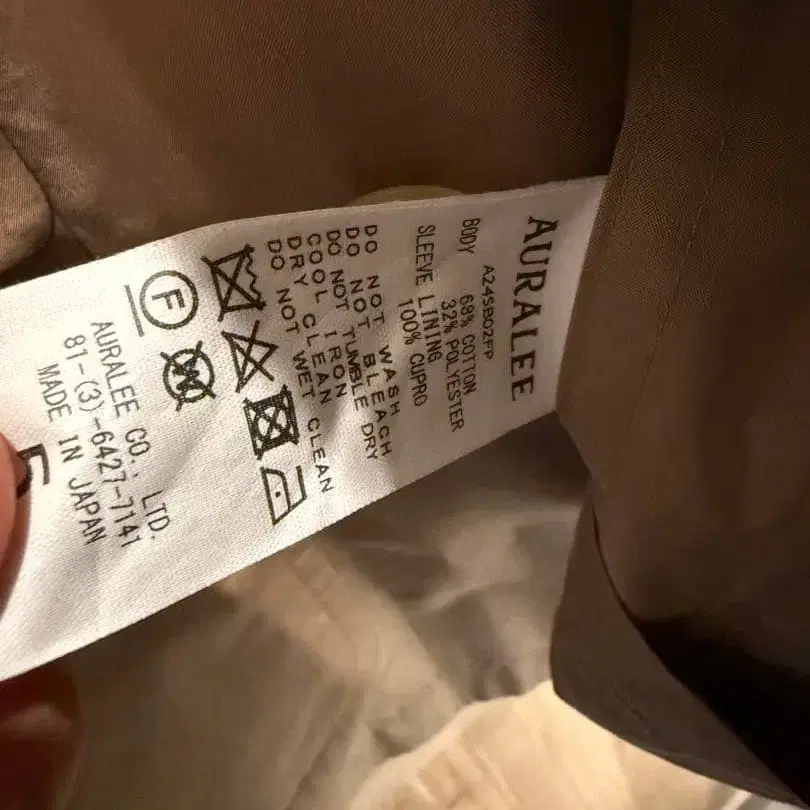 AURALEE
A24SB02FP
BODY 68% COTTON
32% POLYESTER
SLEEVE LINING
100% CUPRO
DO NOT WASH
DO NOT BLEACH
DO NOT TUMBLE DRY
COOL IRON
DRY CLEAN
DO NOT WET CLEAN
F
W
AURALEE CO., LTD.
81-(3)-6427-7141
MADE IN JAPAN